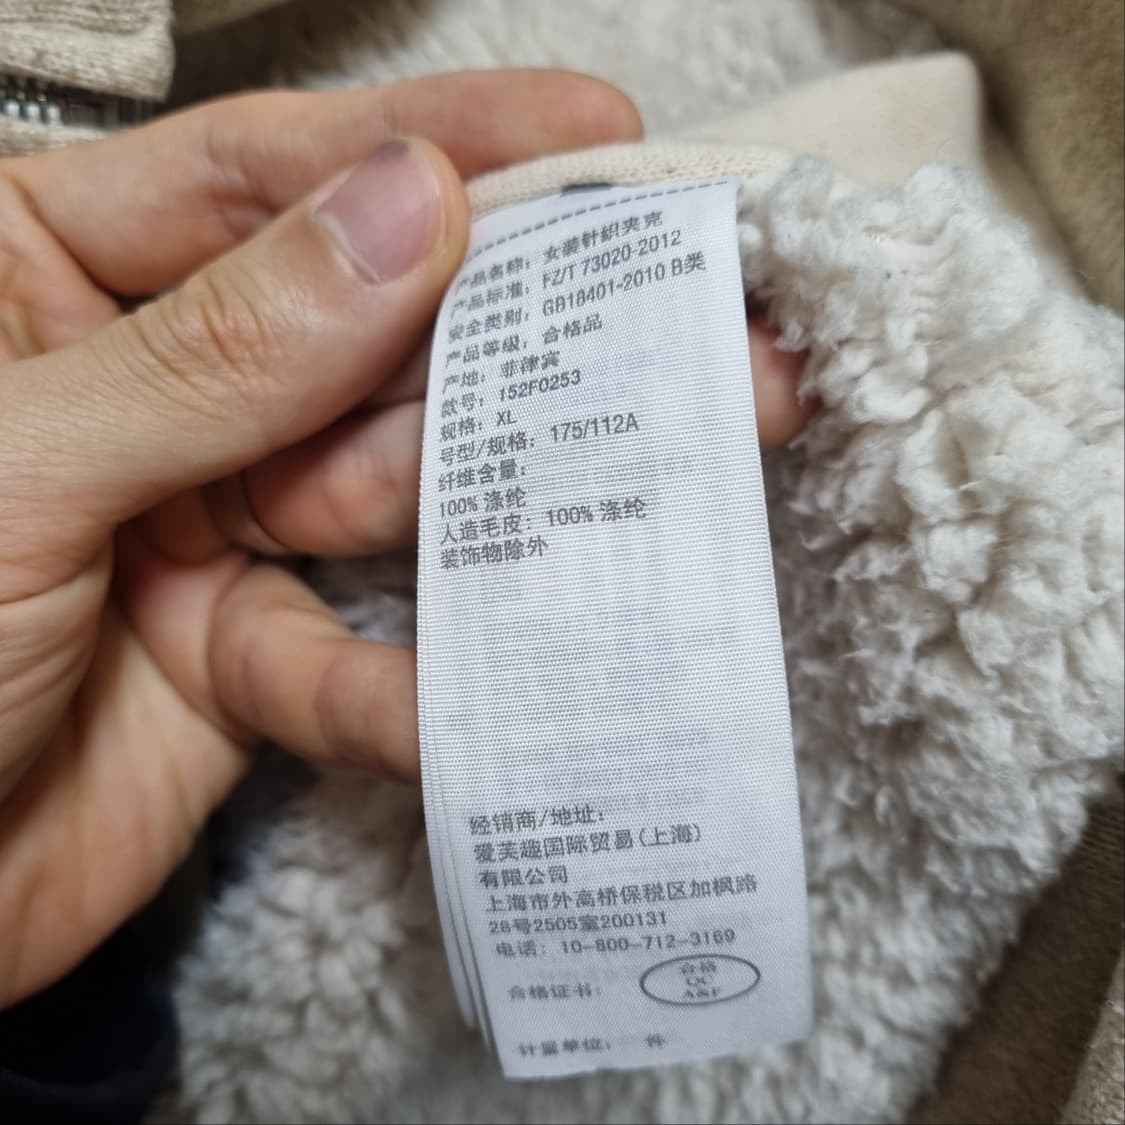 产品名称：女装针织夹克
产品标准：FZ/T 73020-2012
安全类别：GB18401-2010 B类
产品等级：合格品
产地：菲律宾
款号：152F0253
规格：XL
号型/规格：175/112A
纤维含量：
100% 涤纶
人造毛皮：100% 涤纶
装饰物除外
经销商/地址：
爱芙趣国际贸易(上海)
有限公司
上海市外高桥保税区加枫路
28号2505室200131
电话：10-800-712-3169
合格证书：
合格
QC
A&F
计量单位：件